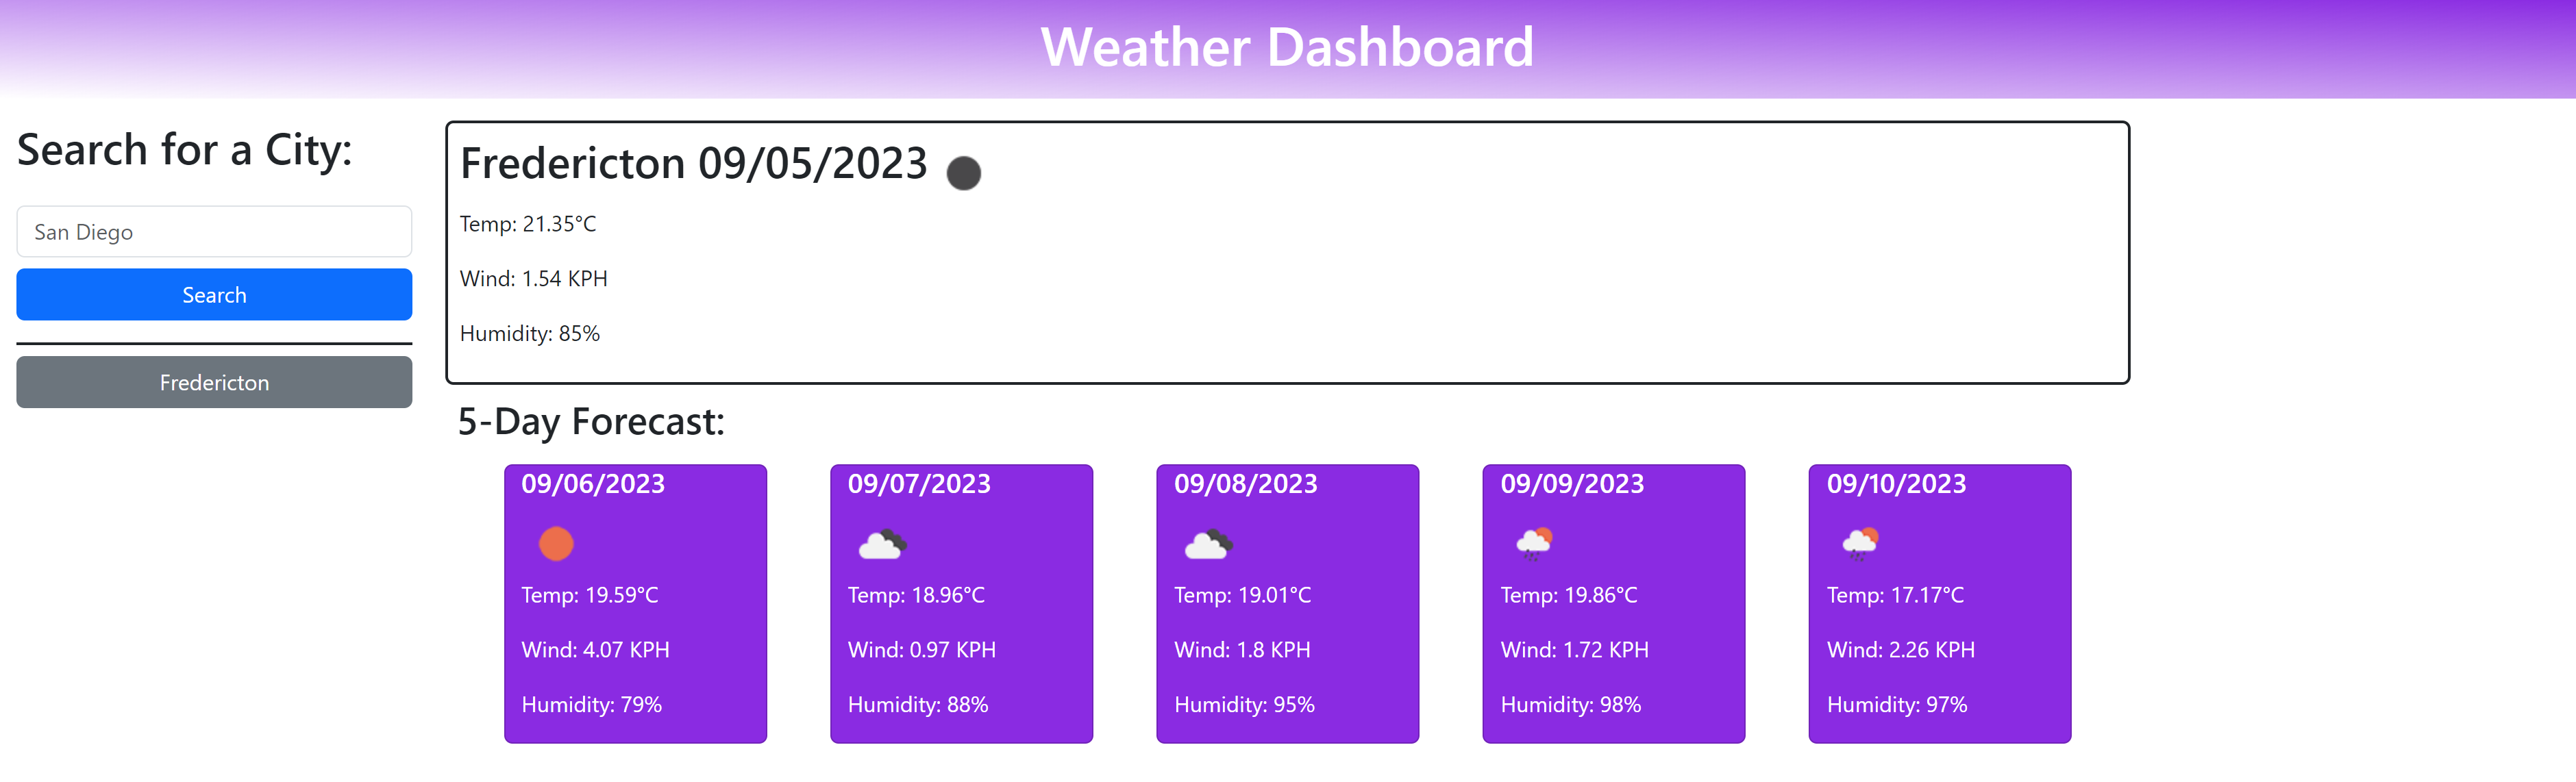 Weather Dashboard
Search for a City:
San Diego
Search
Fredericton
Fredericton 09/05/2023
Temp: 21.35°C
Wind: 1.54 KPH
Humidity: 85%
5-Day Forecast:
09/06/2023
Temp: 19.59°C
Wind: 4.07 KPH
Humidity: 79%
09/07/2023
Temp: 18.96°C
Wind: 0.97 KPH
Humidity: 88%
09/08/2023
Temp: 19.01°C
Wind: 1.8 KPH
Humidity: 95%
09/09/2023
Temp: 19.86°C
Wind: 1.72 KPH
Humidity: 98%
09/10/2023
Temp: 17.17°C
Wind: 2.26 KPH
Humidity: 97%